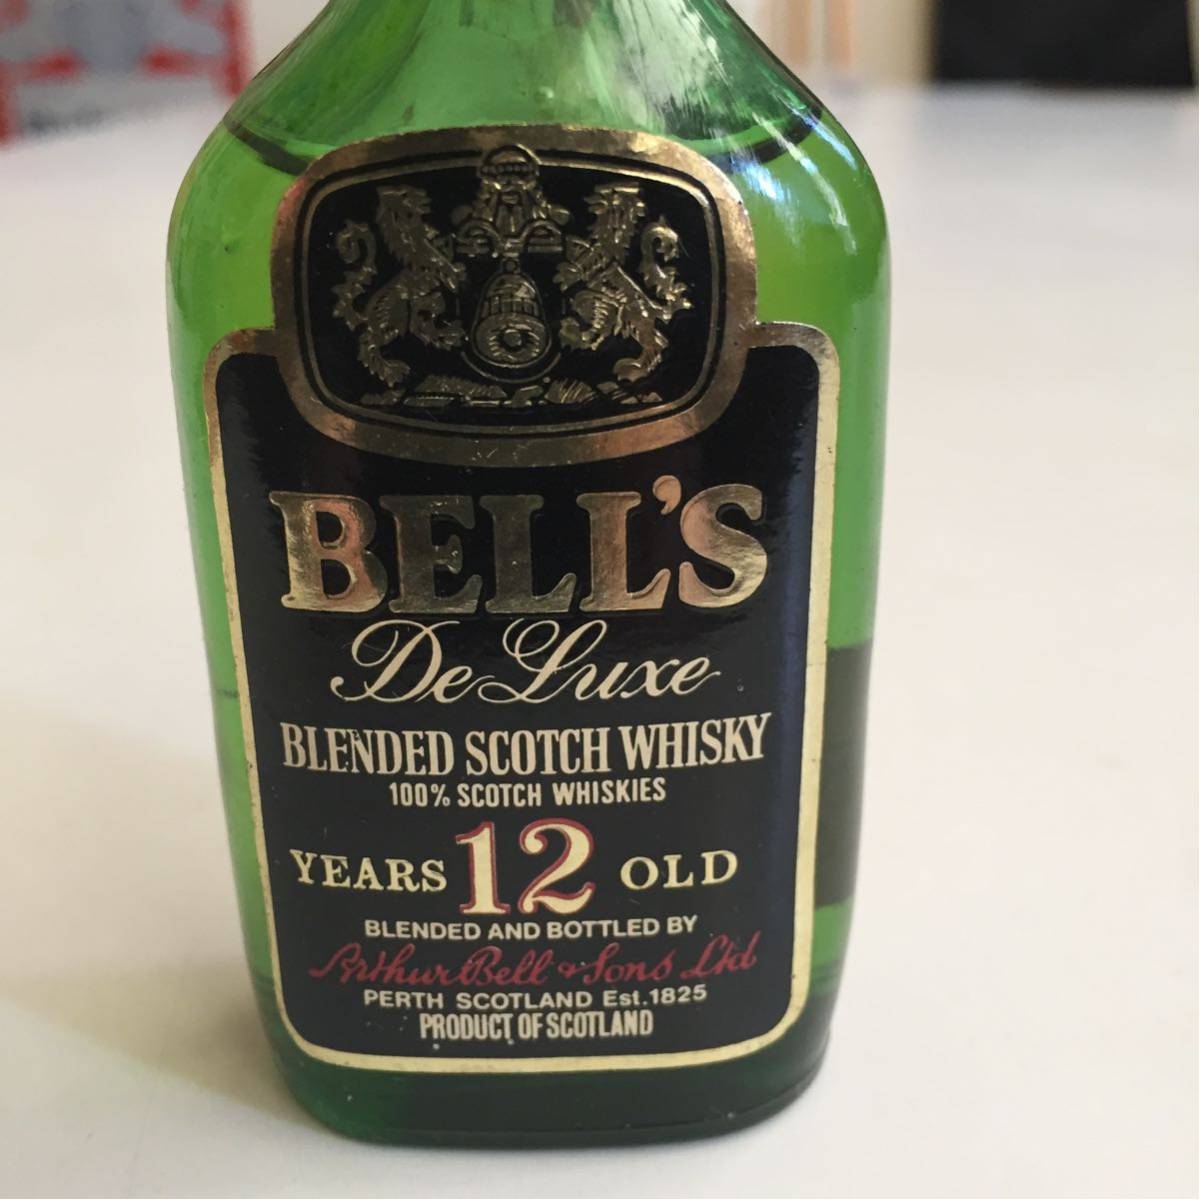 BELL'S
De Luxe
BLENDED SCOTCH WHISKY
100% SCOTCH WHISKIES
YEARS 12 OLD
BLENDED AND BOTTLED BY
Arthur Bell & Sons Ltd
PERTH SCOTLAND Est. 1825
PRODUCT OF SCOTLAND